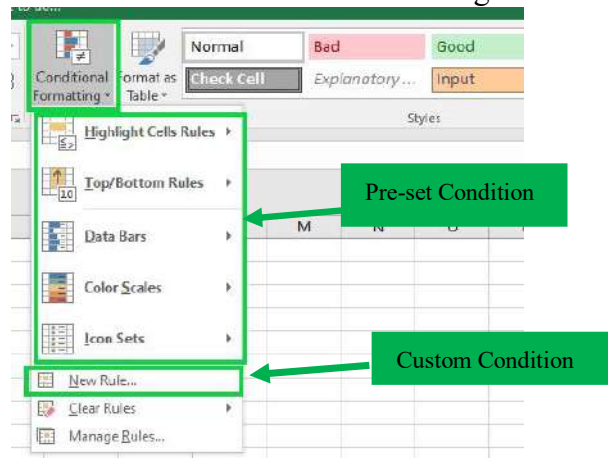 Normal
Bad
Good
Conditional Formatting
Format as Table
Check Cell
Explanatory ...
Input
Styles
Highlight Cells Rules
Top/Bottom Rules
10
Pre-set Condition
M
N
Data Bars
Color Scales
Icon Sets
Custom Condition
New Rule...
Clear Rules
Manage Rules...